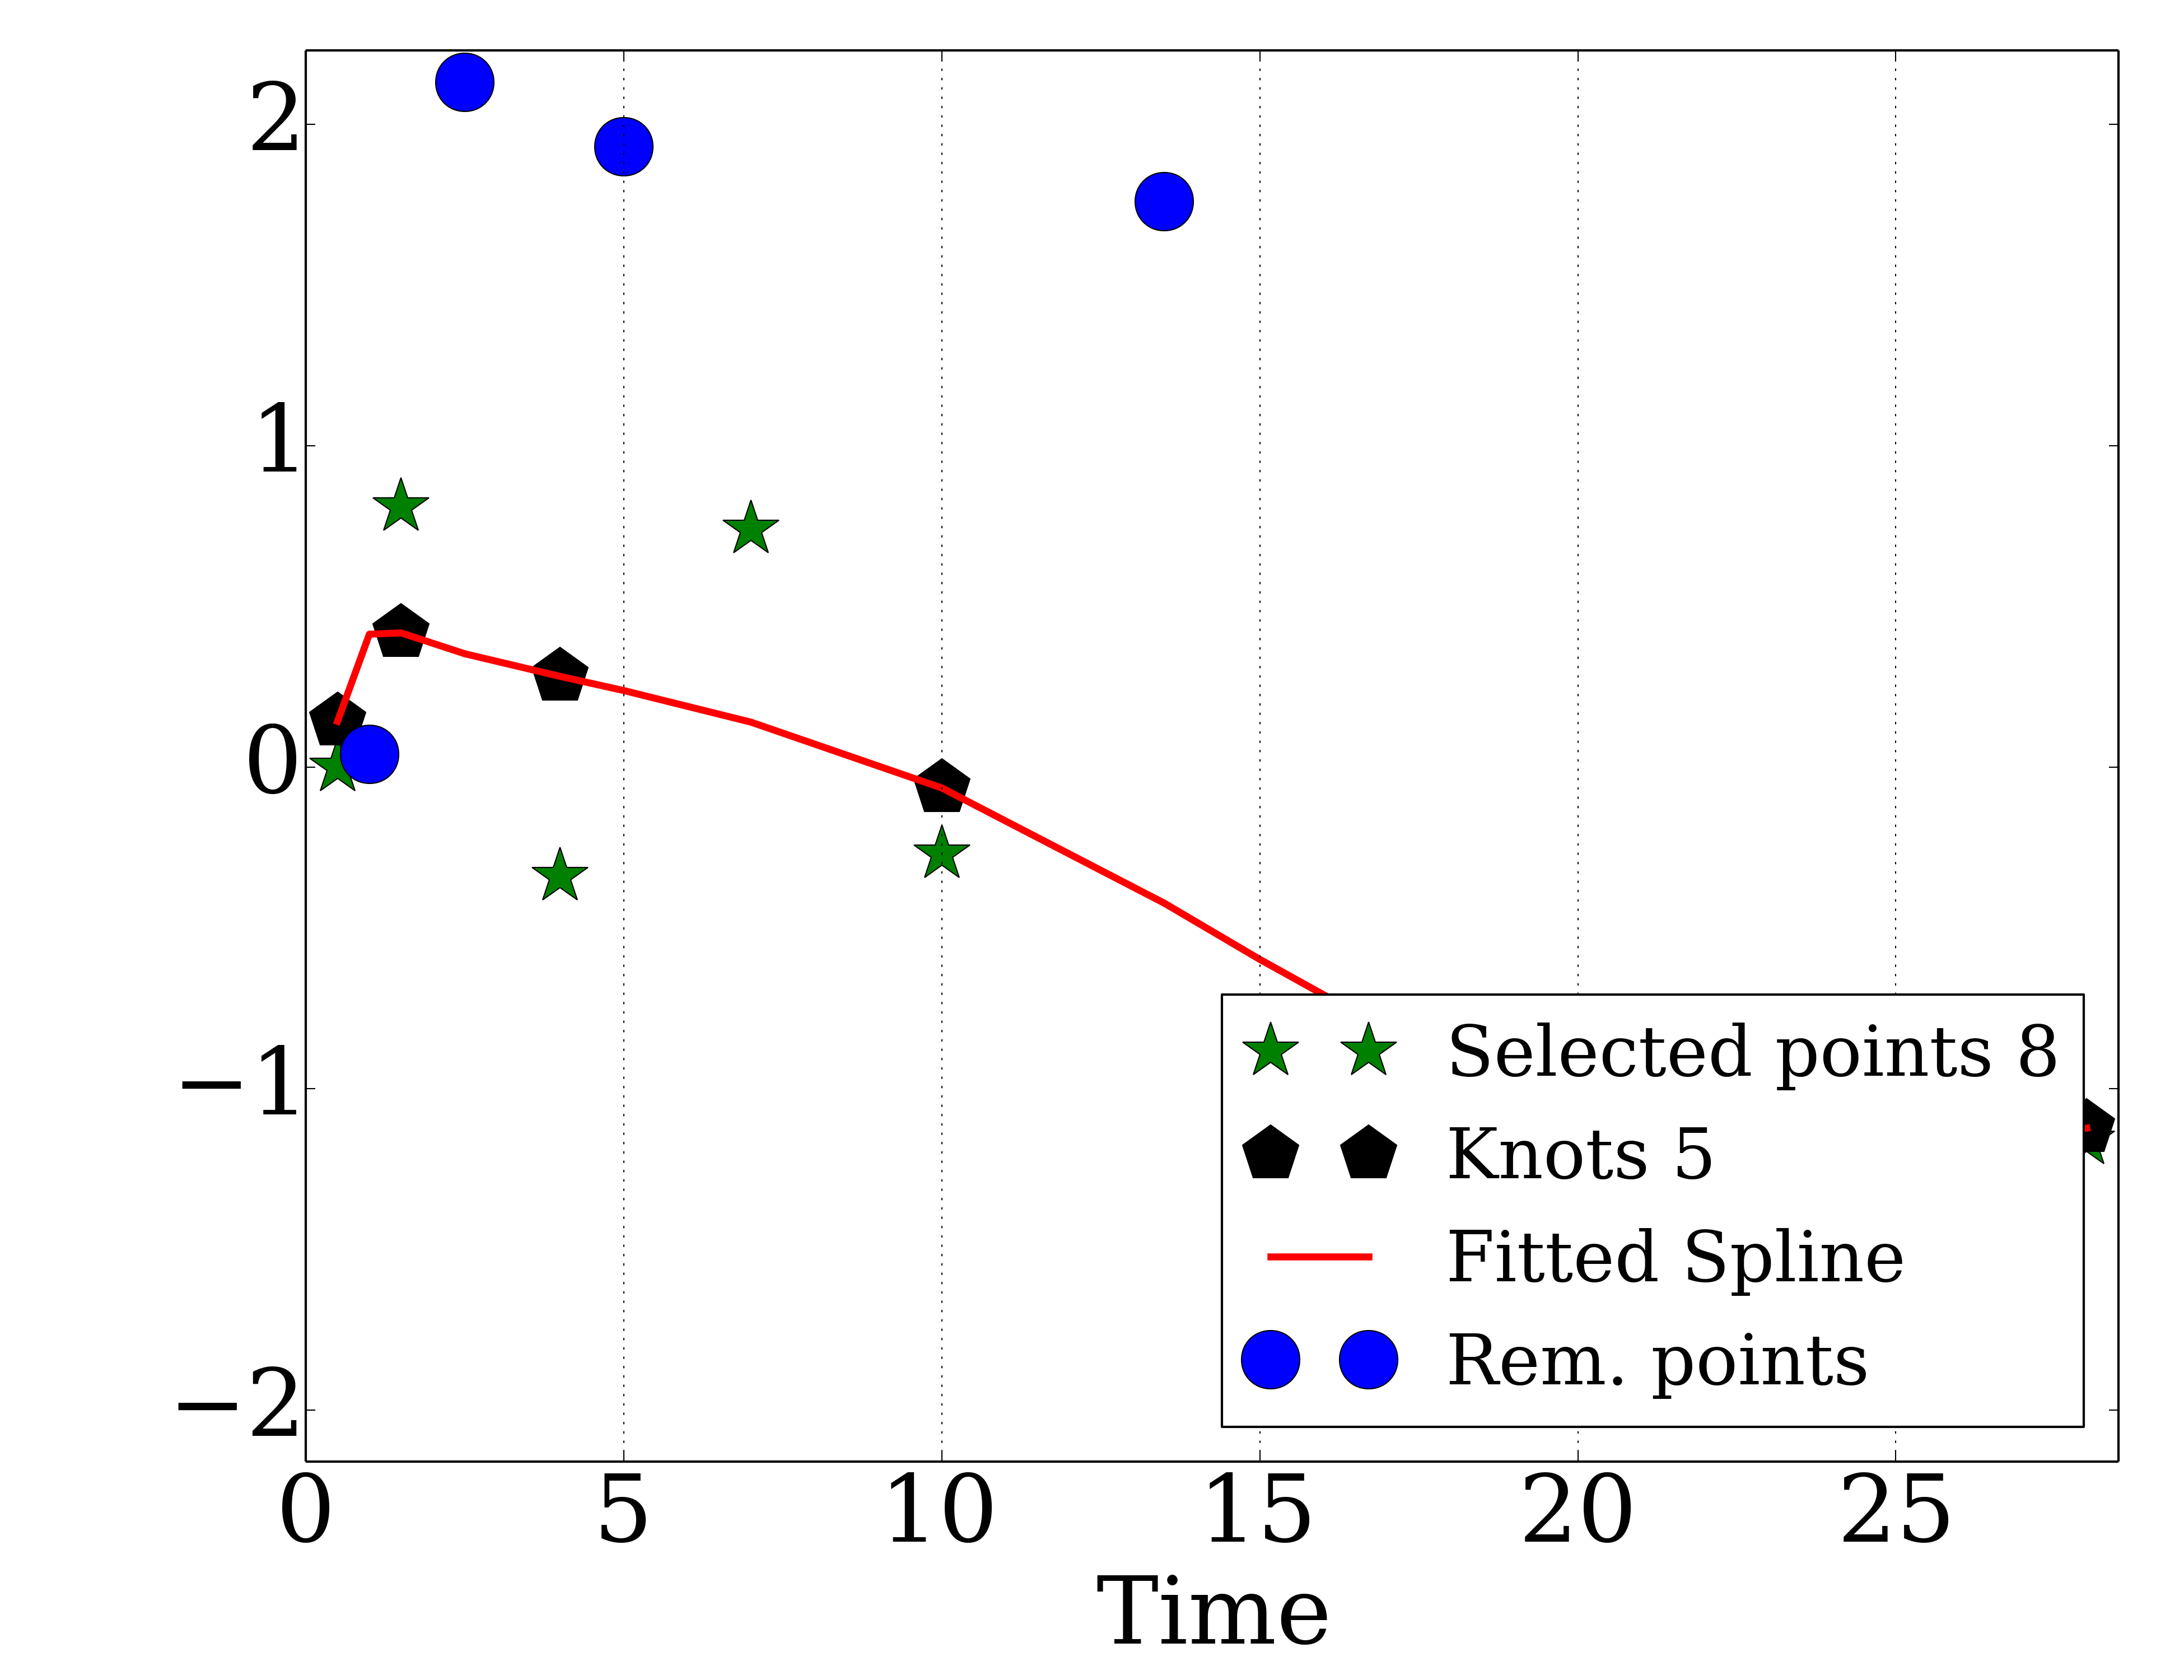 2
1
0
−1
−2
0 5 10 15 20 25
Time
Selected points 8
Knots 5
Fitted Spline
Rem. points